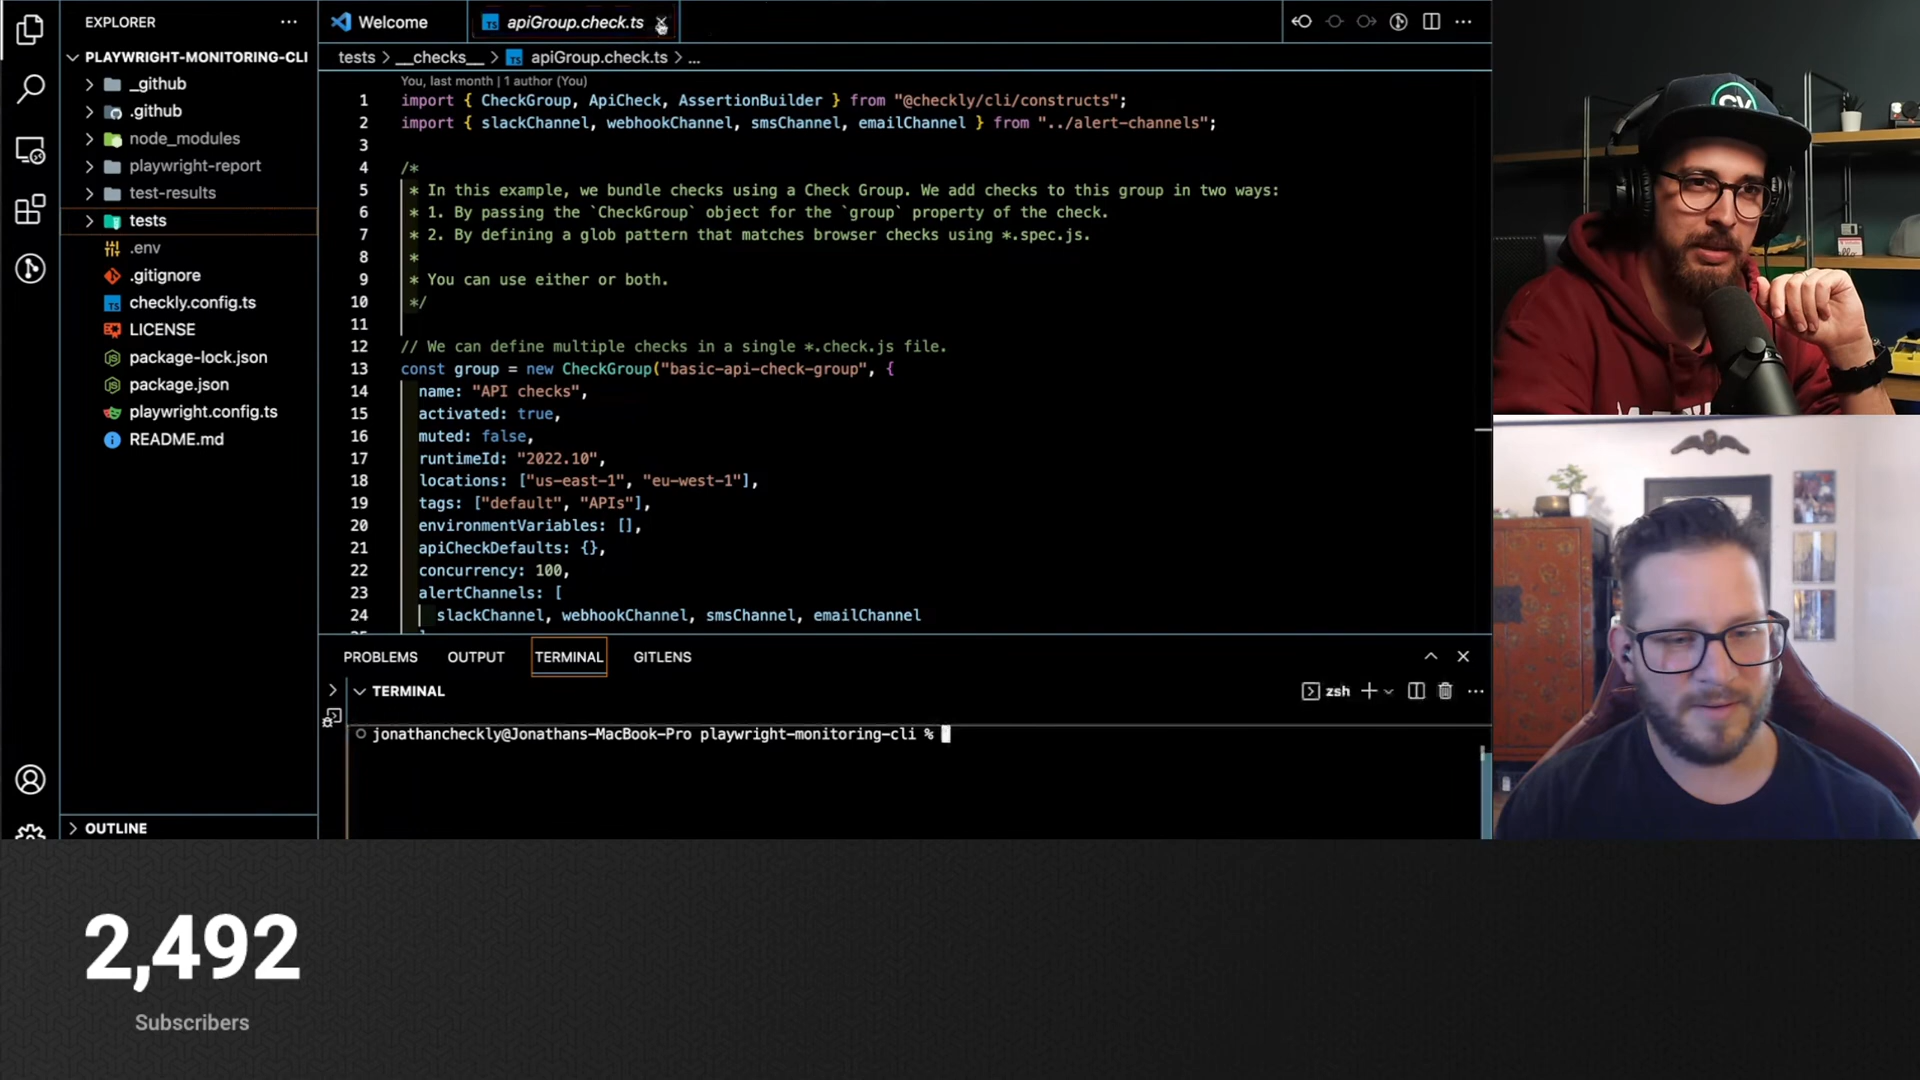 EXPLORER
PLAYWRIGHT-MONITORING-CLI
_github
.github
node_modules
playwright-report
test-results
tests
.env
.gitignore
checkly.config.ts
LICENSE
package-lock.json
package.json
playwright.config.ts
README.md
OUTLINE
Welcome
TS apiGroup.check.ts
tests > __checks__ > TS apiGroup.check.ts > ...
You, last month | 1 author (You)
1 import { CheckGroup, ApiCheck, AssertionBuilder } from "@checkly/cli/constructs";
2 import { slackChannel, webhookChannel, smsChannel, emailChannel } from "../alert-channels";
3
4 /*
5 * In this example, we bundle checks using a Check Group. We add checks to this group in two ways:
6 * 1. By passing the `CheckGroup` object for the `group` property of the check.
7 * 2. By defining a glob pattern that matches browser checks using *.spec.js.
8 *
9 * You can use either or both.
10 */
11
12 // We can define multiple checks in a single *.check.js file.
13 const group = new CheckGroup("basic-api-check-group", {
14 name: "API checks",
15 activated: true,
16 muted: false,
17 runtimeId: "2022.10",
18 locations: ["us-east-1", "eu-west-1"],
19 tags: ["default", "APIs"],
20 environmentVariables: [],
21 apiCheckDefaults: {},
22 concurrency: 100,
23 alertChannels: [
24 slackChannel, webhookChannel, smsChannel, emailChannel
PROBLEMS OUTPUT TERMINAL GITLENS
TERMINAL
zsh
jonathancheckly@Jonathans-MacBook-Pro playwright-monitoring-cli %
2,492
Subscribers